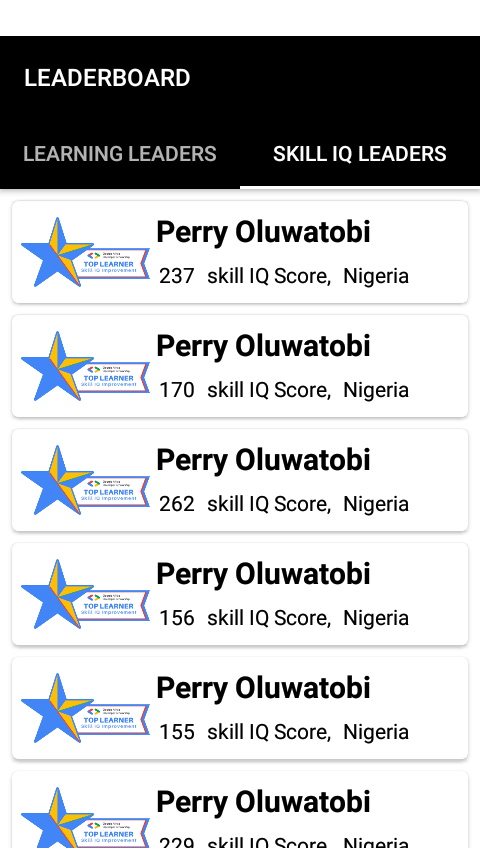 LEADERBOARD
LEARNING LEADERS
SKILL IQ LEADERS
Perry Oluwatobi
TOP LEARNER
Skill IQ Improvement
237 skill IQ Score, Nigeria
Perry Oluwatobi
TOP LEARNER
Skill IQ Improvement
170 skill IQ Score, Nigeria
Perry Oluwatobi
TOP LEARNER
Skill IQ Improvement
262 skill IQ Score, Nigeria
Perry Oluwatobi
TOP LEARNER
Skill IQ Improvement
156 skill IQ Score, Nigeria
Perry Oluwatobi
TOP LEARNER
Skill IQ Improvement
155 skill IQ Score, Nigeria
Perry Oluwatobi
TOP LEARNER
Skill IQ Improvement
229 skill IQ Score, Nigeria